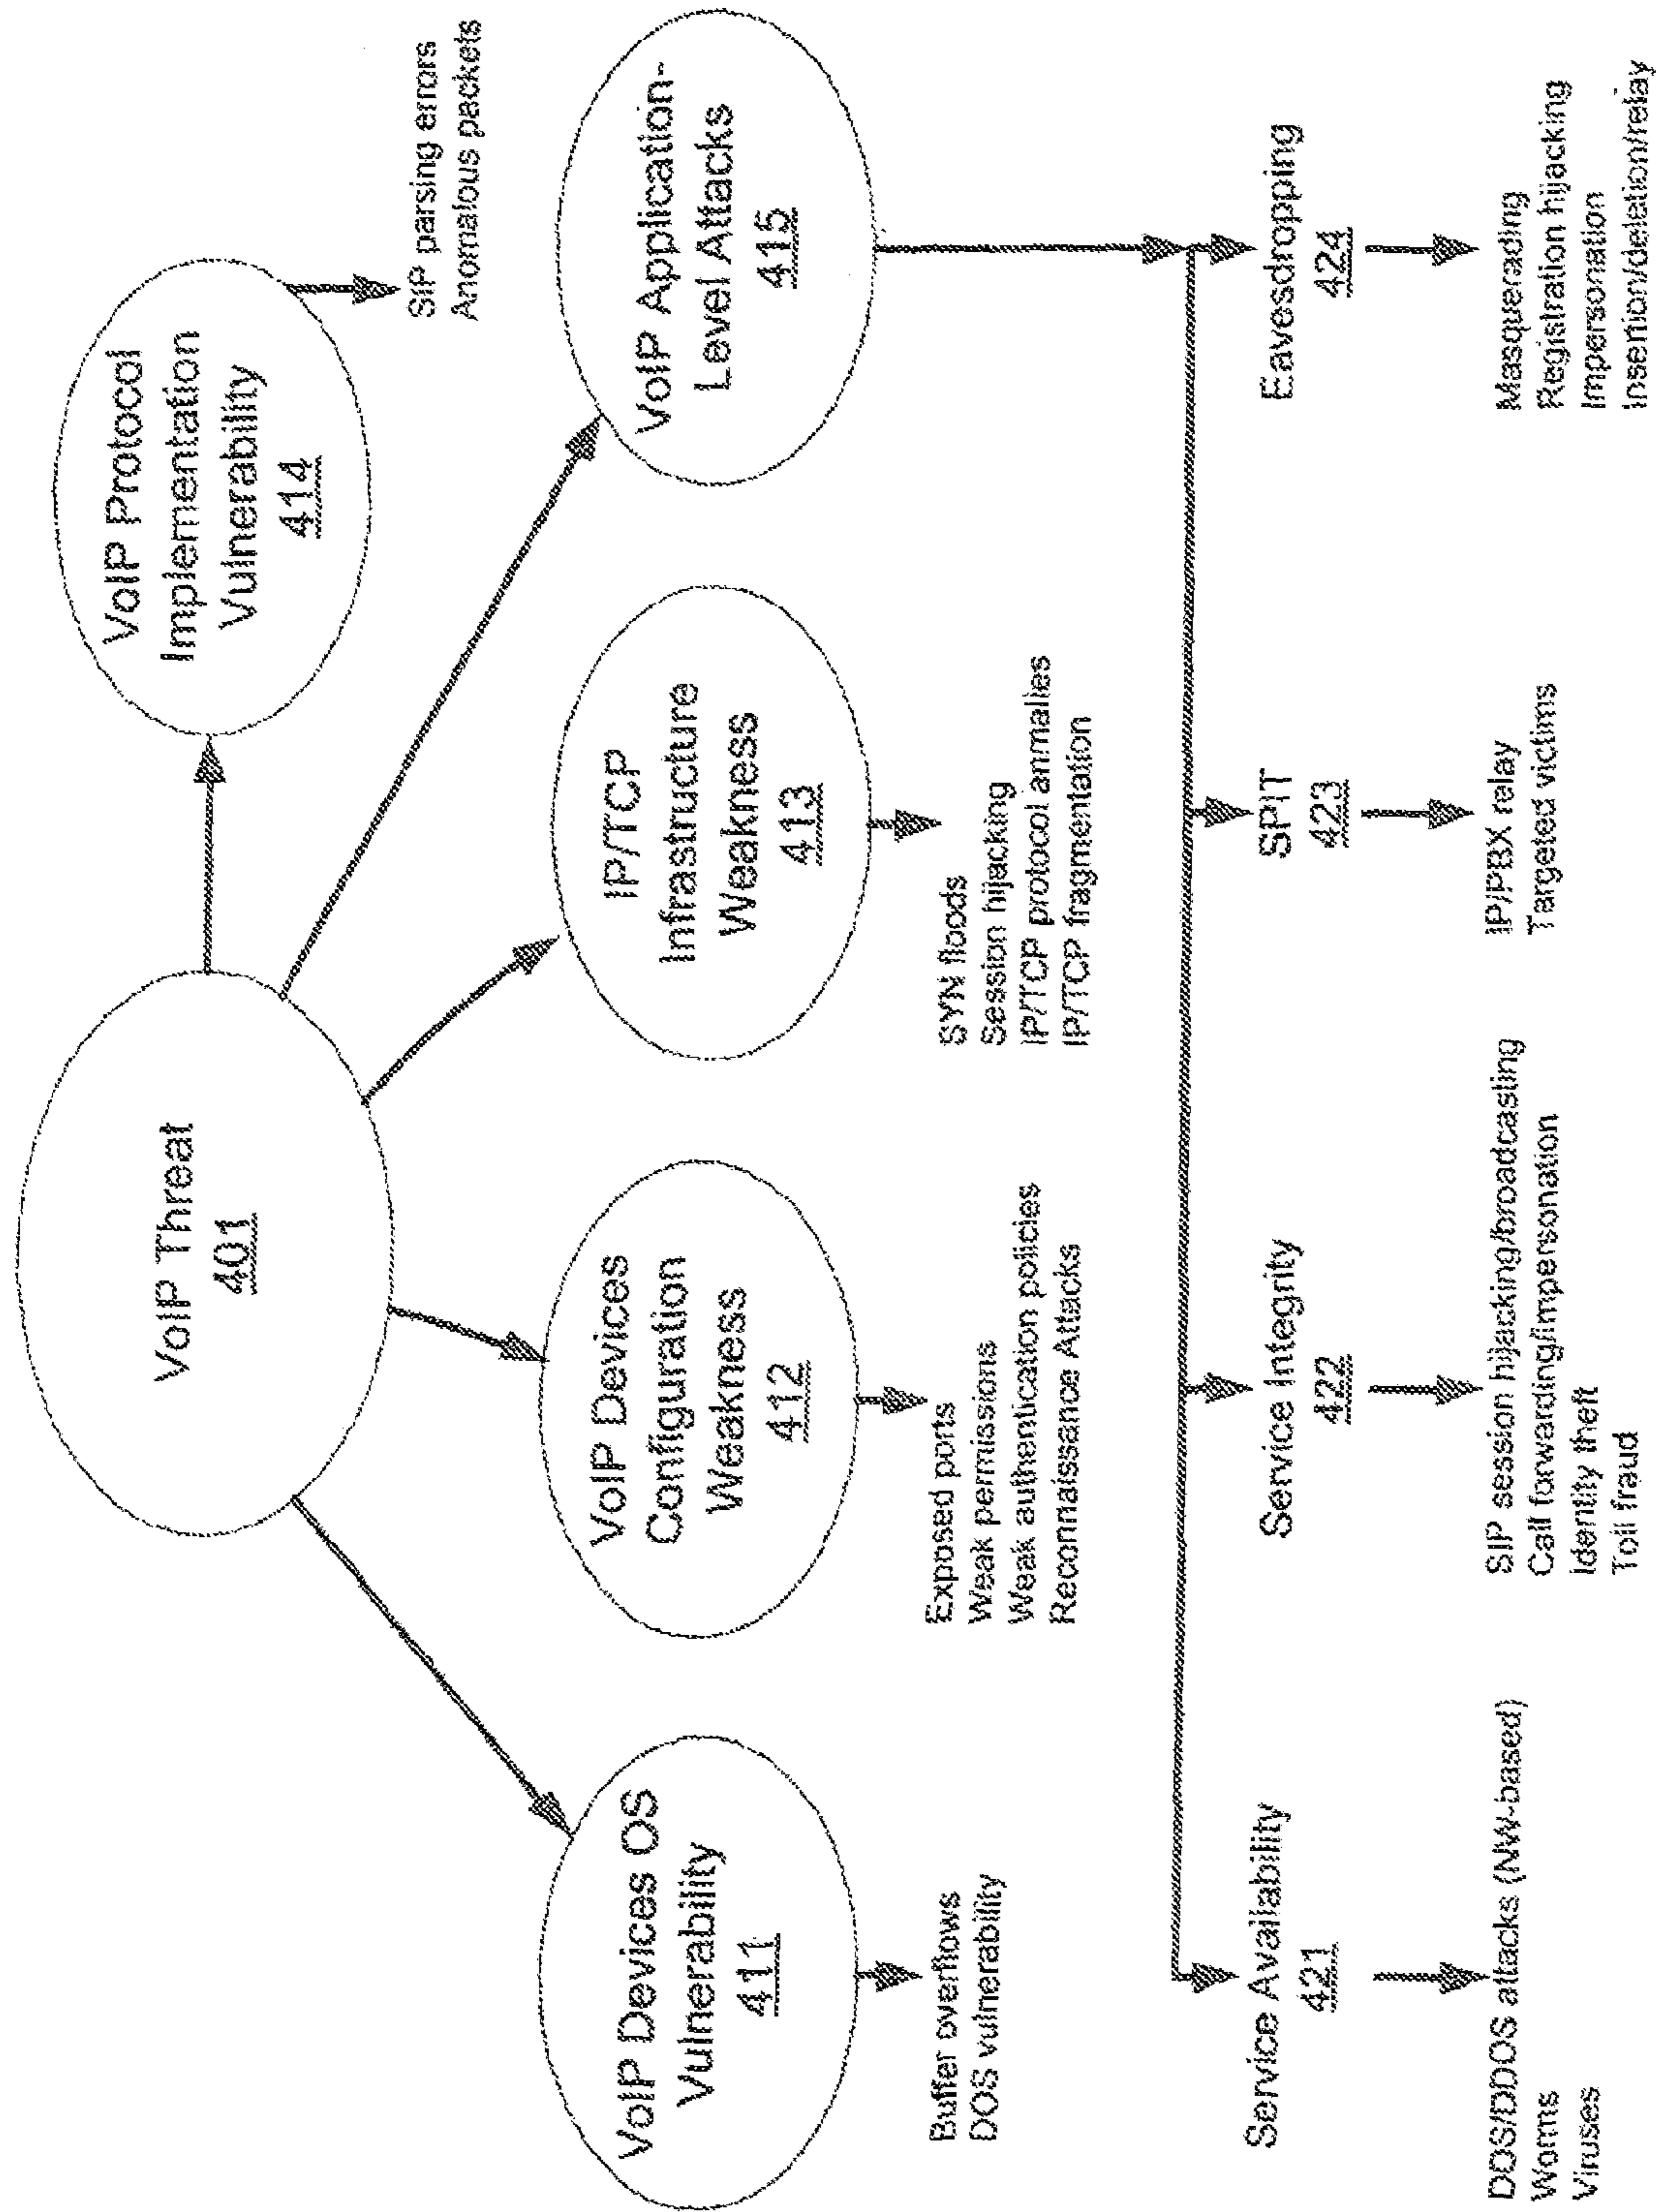 VoIP Threat
401
VoIP Protocol
Implementation
Vulnerability
414
SIP parsing errors
Anomalous packets
VoIP Devices OS
Vulnerability
411
Buffer overflows
DOS vulnerability
VoIP Devices
Configuration
Weakness
412
Exposed ports
Weak permissions
Weak authentication policies
Reconnaissance Attacks
IP/TCP
Infrastructure
Weakness
413
SYN floods
Session hijacking
IP/TCP protocol anmalies
IP/TCP fragmentation
VoIP Application-
Level Attacks
415
Service Availability
421
DOS/DDOS attacks (NW-based)
Worms
Viruses
Service Integrity
422
SIP session hijacking/broadcasting
Call forwarding/impersonation
Identity theft
Toll fraud
SPIT
423
IP/PBX relay
Targeted victims
Eavesdropping
424
Masquerading
Registration hijacking
Impersonation
Insertion/deletion/relay